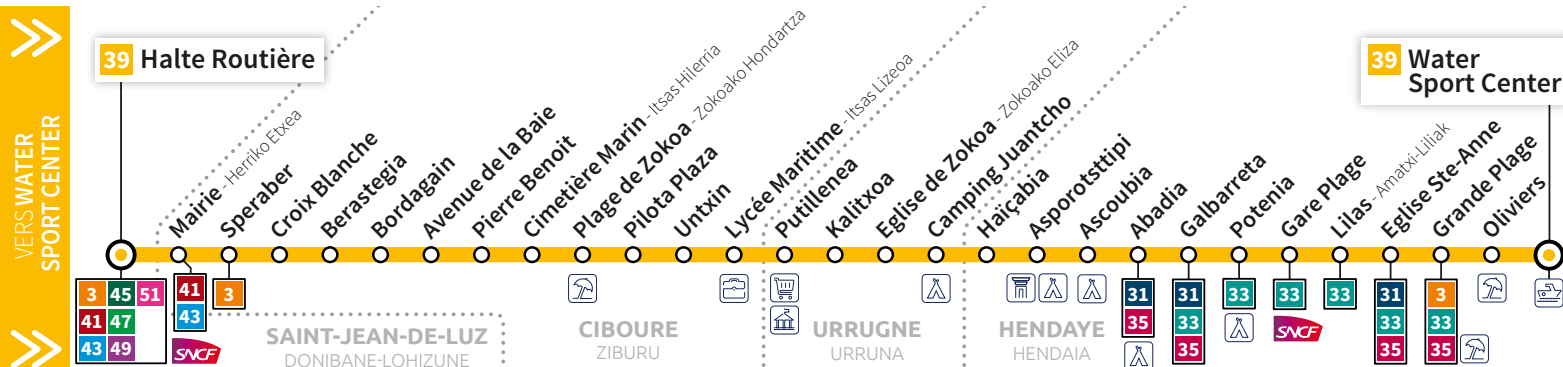 VERS WATER
SPORT CENTER
39 Halte Routière
Mairie - Herriko Etxea
Speraber
Croix Blanche
Berastegia
Bordagain
Avenue de la Baie
Pierre Benoit
Cimetière Marin - Itsas Hilerria
Plage de Zokoa - Zokoako Hondartza
Pilota Plaza
Untxin
Lycée Maritime - Itsas Lizeoa
Putillenea
Kalitxoa
Eglise de Zokoa - Zokoako Eliza
Camping Juantcho
Haïçabia
Asporotsttipi
Ascoubia
Abadia
Galbarreta
Potenia
Gare Plage
Lilas - Amatxi-Liliak
Eglise Ste-Anne
Grande Plage
Oliviers
39 Water
Sport Center
3 45 51
41 47
43 49
41
43
SNCF
3
31
35
31
33
35
33
33
SNCF
33
31
33
35
3
33
35
SAINT-JEAN-DE-LUZ
DONIBANE-LOHIZUNE
CIBOURE
ZIBURU
URRUGNE
URRUNA
HENDAYE
HENDAIA